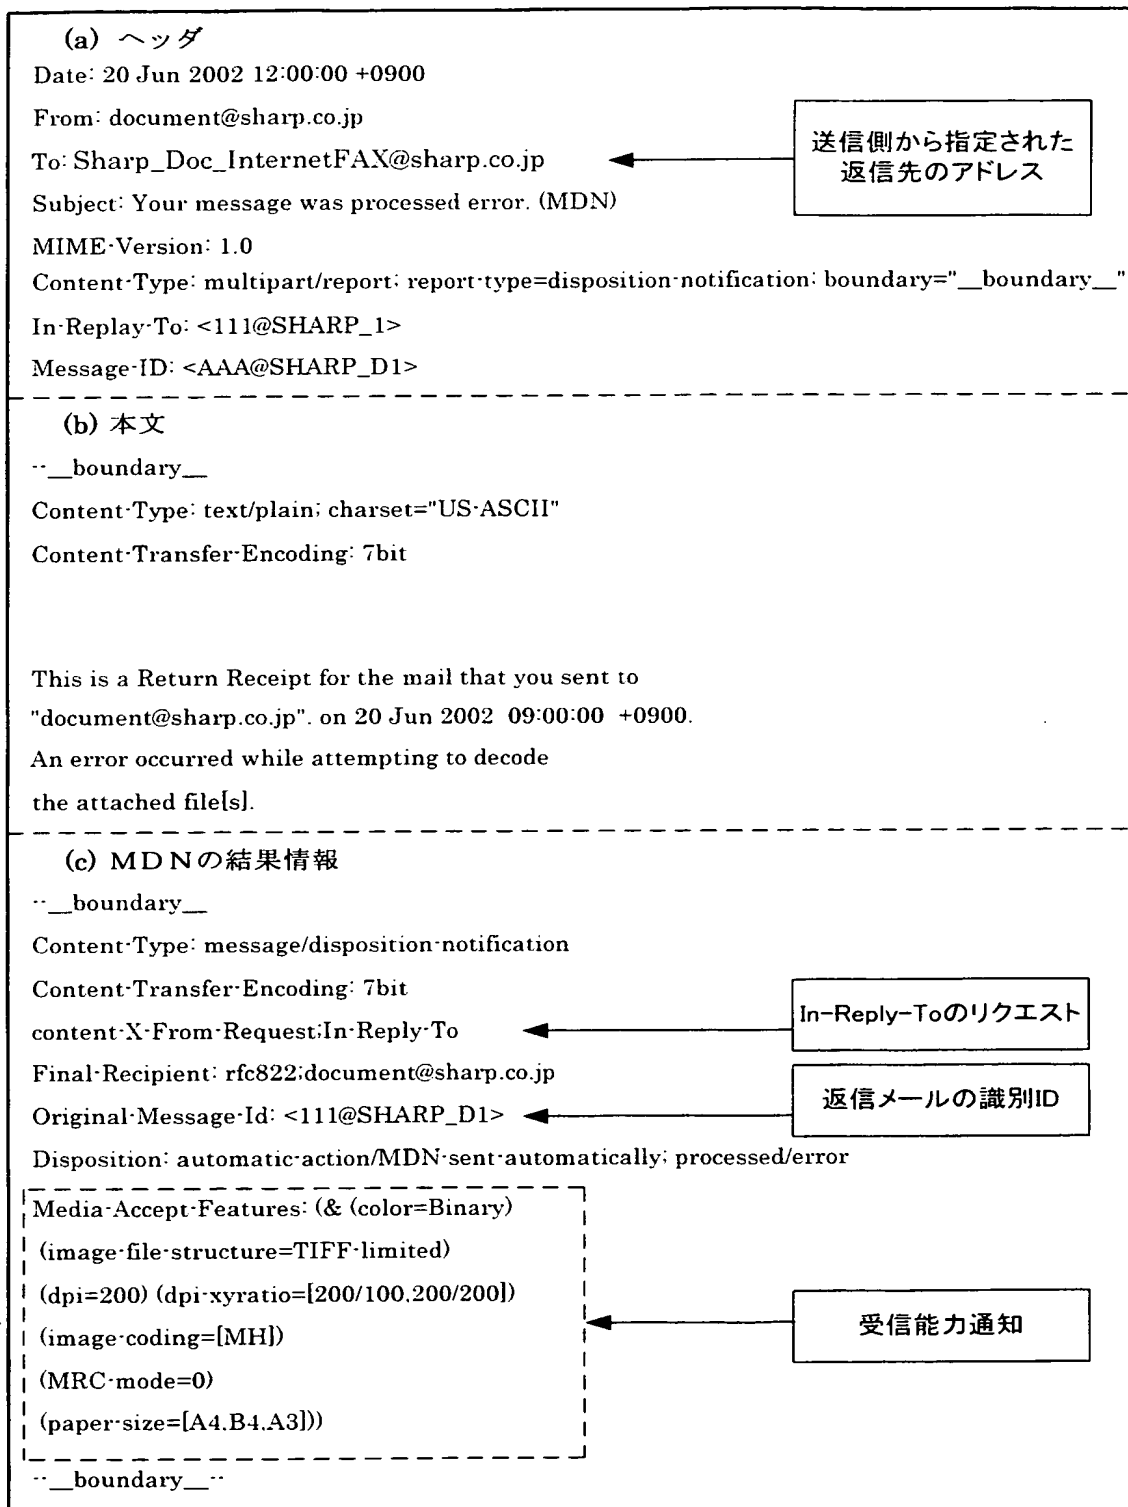 (a) ヘッダ
Date: 20 Jun 2002 12:00:00 +0900
From: document@sharp.co.jp
To: Sharp_Doc_InternetFAX@sharp.co.jp
送信側から指定された
返信先のアドレス
Subject: Your message was processed error. (MDN)
MIME-Version: 1.0
Content-Type: multipart/report; report-type=disposition-notification; boundary="__boundary__"
In-Replay-To: <111@SHARP_1>
Message-ID: <AAA@SHARP_D1>
(b) 本文
--__boundary__
Content-Type: text/plain; charset="US-ASCII"
Content-Transfer-Encoding: 7bit
This is a Return Receipt for the mail that you sent to
"document@sharp.co.jp". on 20 Jun 2002 09:00:00 +0900.
An error occurred while attempting to decode
the attached file[s].
(c) MDNの結果情報
--__boundary__
Content-Type: message/disposition-notification
Content-Transfer-Encoding: 7bit
content-X-From-Request;In-Reply-To
In-Reply-Toのリクエスト
Final-Recipient: rfc822;document@sharp.co.jp
Original-Message-Id: <111@SHARP_D1>
返信メールの識別ID
Disposition: automatic-action/MDN-sent-automatically; processed/error
Media-Accept-Features: (& (color=Binary)
(image-file-structure=TIFF-limited)
(dpi=200) (dpi-xyratio=[200/100,200/200])
(image-coding=[MH])
受信能力通知
(MRC-mode=0)
(paper-size=[A4,B4,A3]))
--__boundary__--